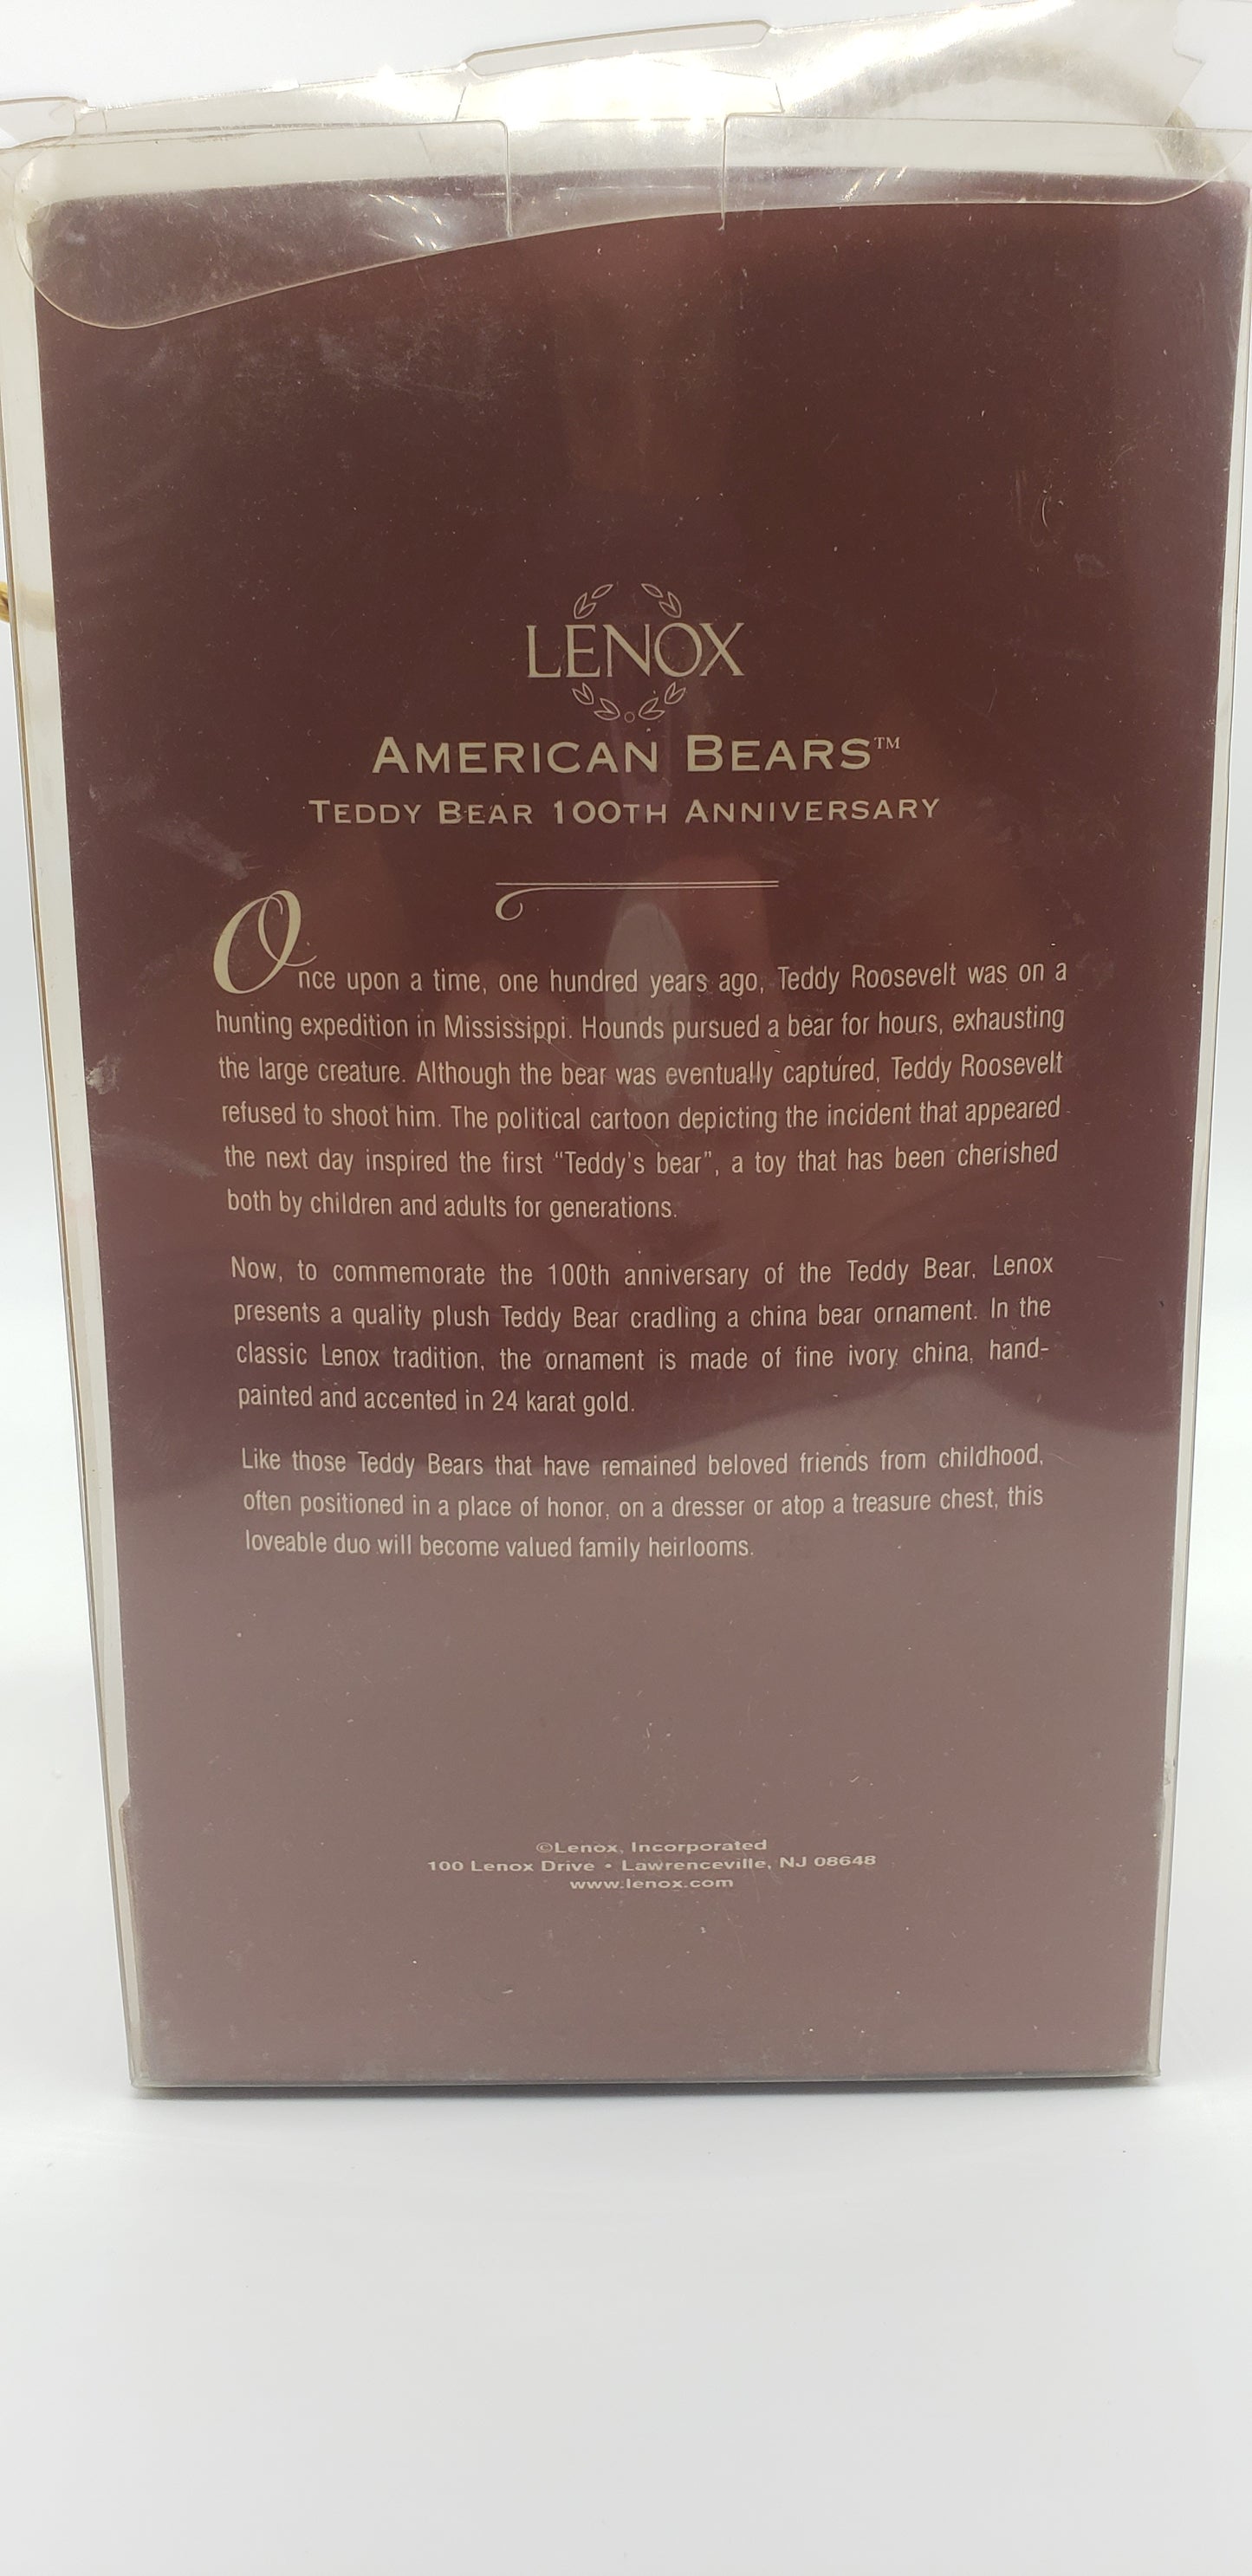 LENOX
AMERICAN BEARS™
TEDDY BEAR 100TH ANNIVERSARY
Once upon a time, one hundred years ago, Teddy Roosevelt was on a
hunting expedition in Mississippi. Hounds pursued a bear for hours, exhausting
the large creature. Although the bear was eventually captured, Teddy Roosevelt
refused to shoot him. The political cartoon depicting the incident that appeared
the next day inspired the first “Teddy's bear”, a toy that has been cherished
both by children and adults for generations.
Now, to commemorate the 100th anniversary of the Teddy Bear, Lenox
presents a quality plush Teddy Bear cradling a china bear ornament. In the
classic Lenox tradition, the ornament is made of fine ivory china, hand-
painted and accented in 24 karat gold.
Like those Teddy Bears that have remained beloved friends from childhood,
often positioned in a place of honor, on a dresser or atop a treasure chest, this
loveable duo will become valued family heirlooms.
©Lenox, Incorporated
100 Lenox Drive • Lawrenceville, NJ 08648
www.lenox.com